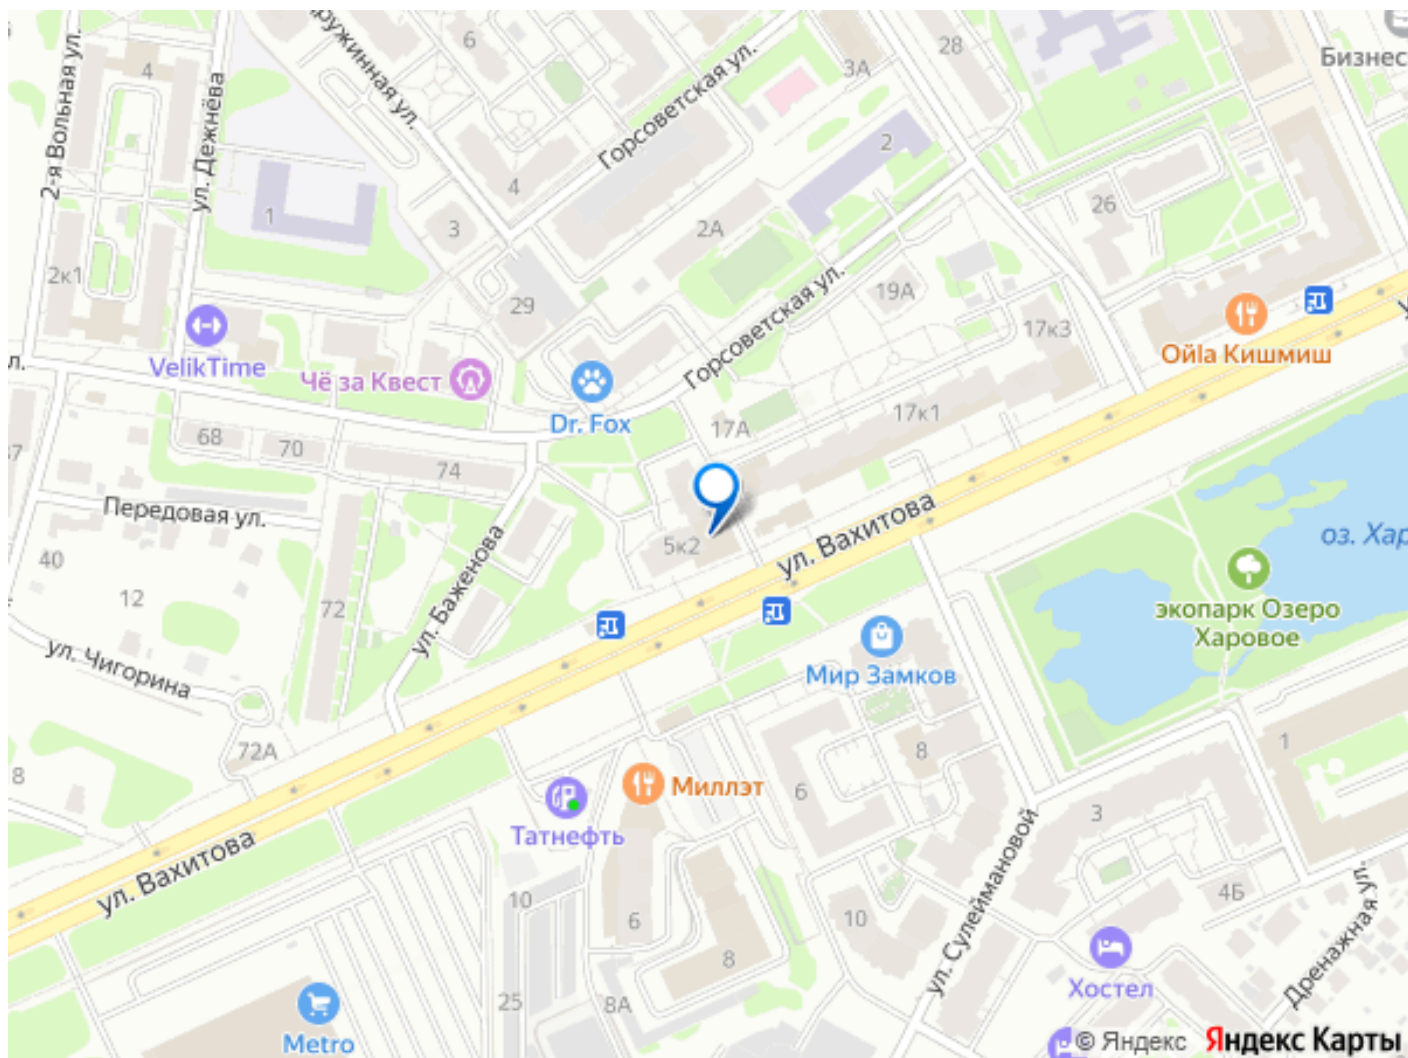 6
28
Бизнес
4
2-я Вольная ул.
ул. Дежнёва
Горсоветская ул.
3А
2
1
4
3
2А
26
2к1
29
19А
17к3
VelikTime
Чё за Квест
Dr. Fox
Горсоветская ул.
Ойla Кишмиш
17А
17к1
68
70
74
Передовая ул.
5к2
ул. Вахитова
40
12
72
ул. Баженова
экопарк Озеро
Харовое
ул. Чигорина
Мир Замков
72А
8
8
1
Миллэт
6
Татнефть
3
ул. Вахитова
10
6
10
4Б
ул. Сулеймановой
Дренажная ул.
8
25
8А
Хостел
Metro
© Яндекс Яндекс Карты